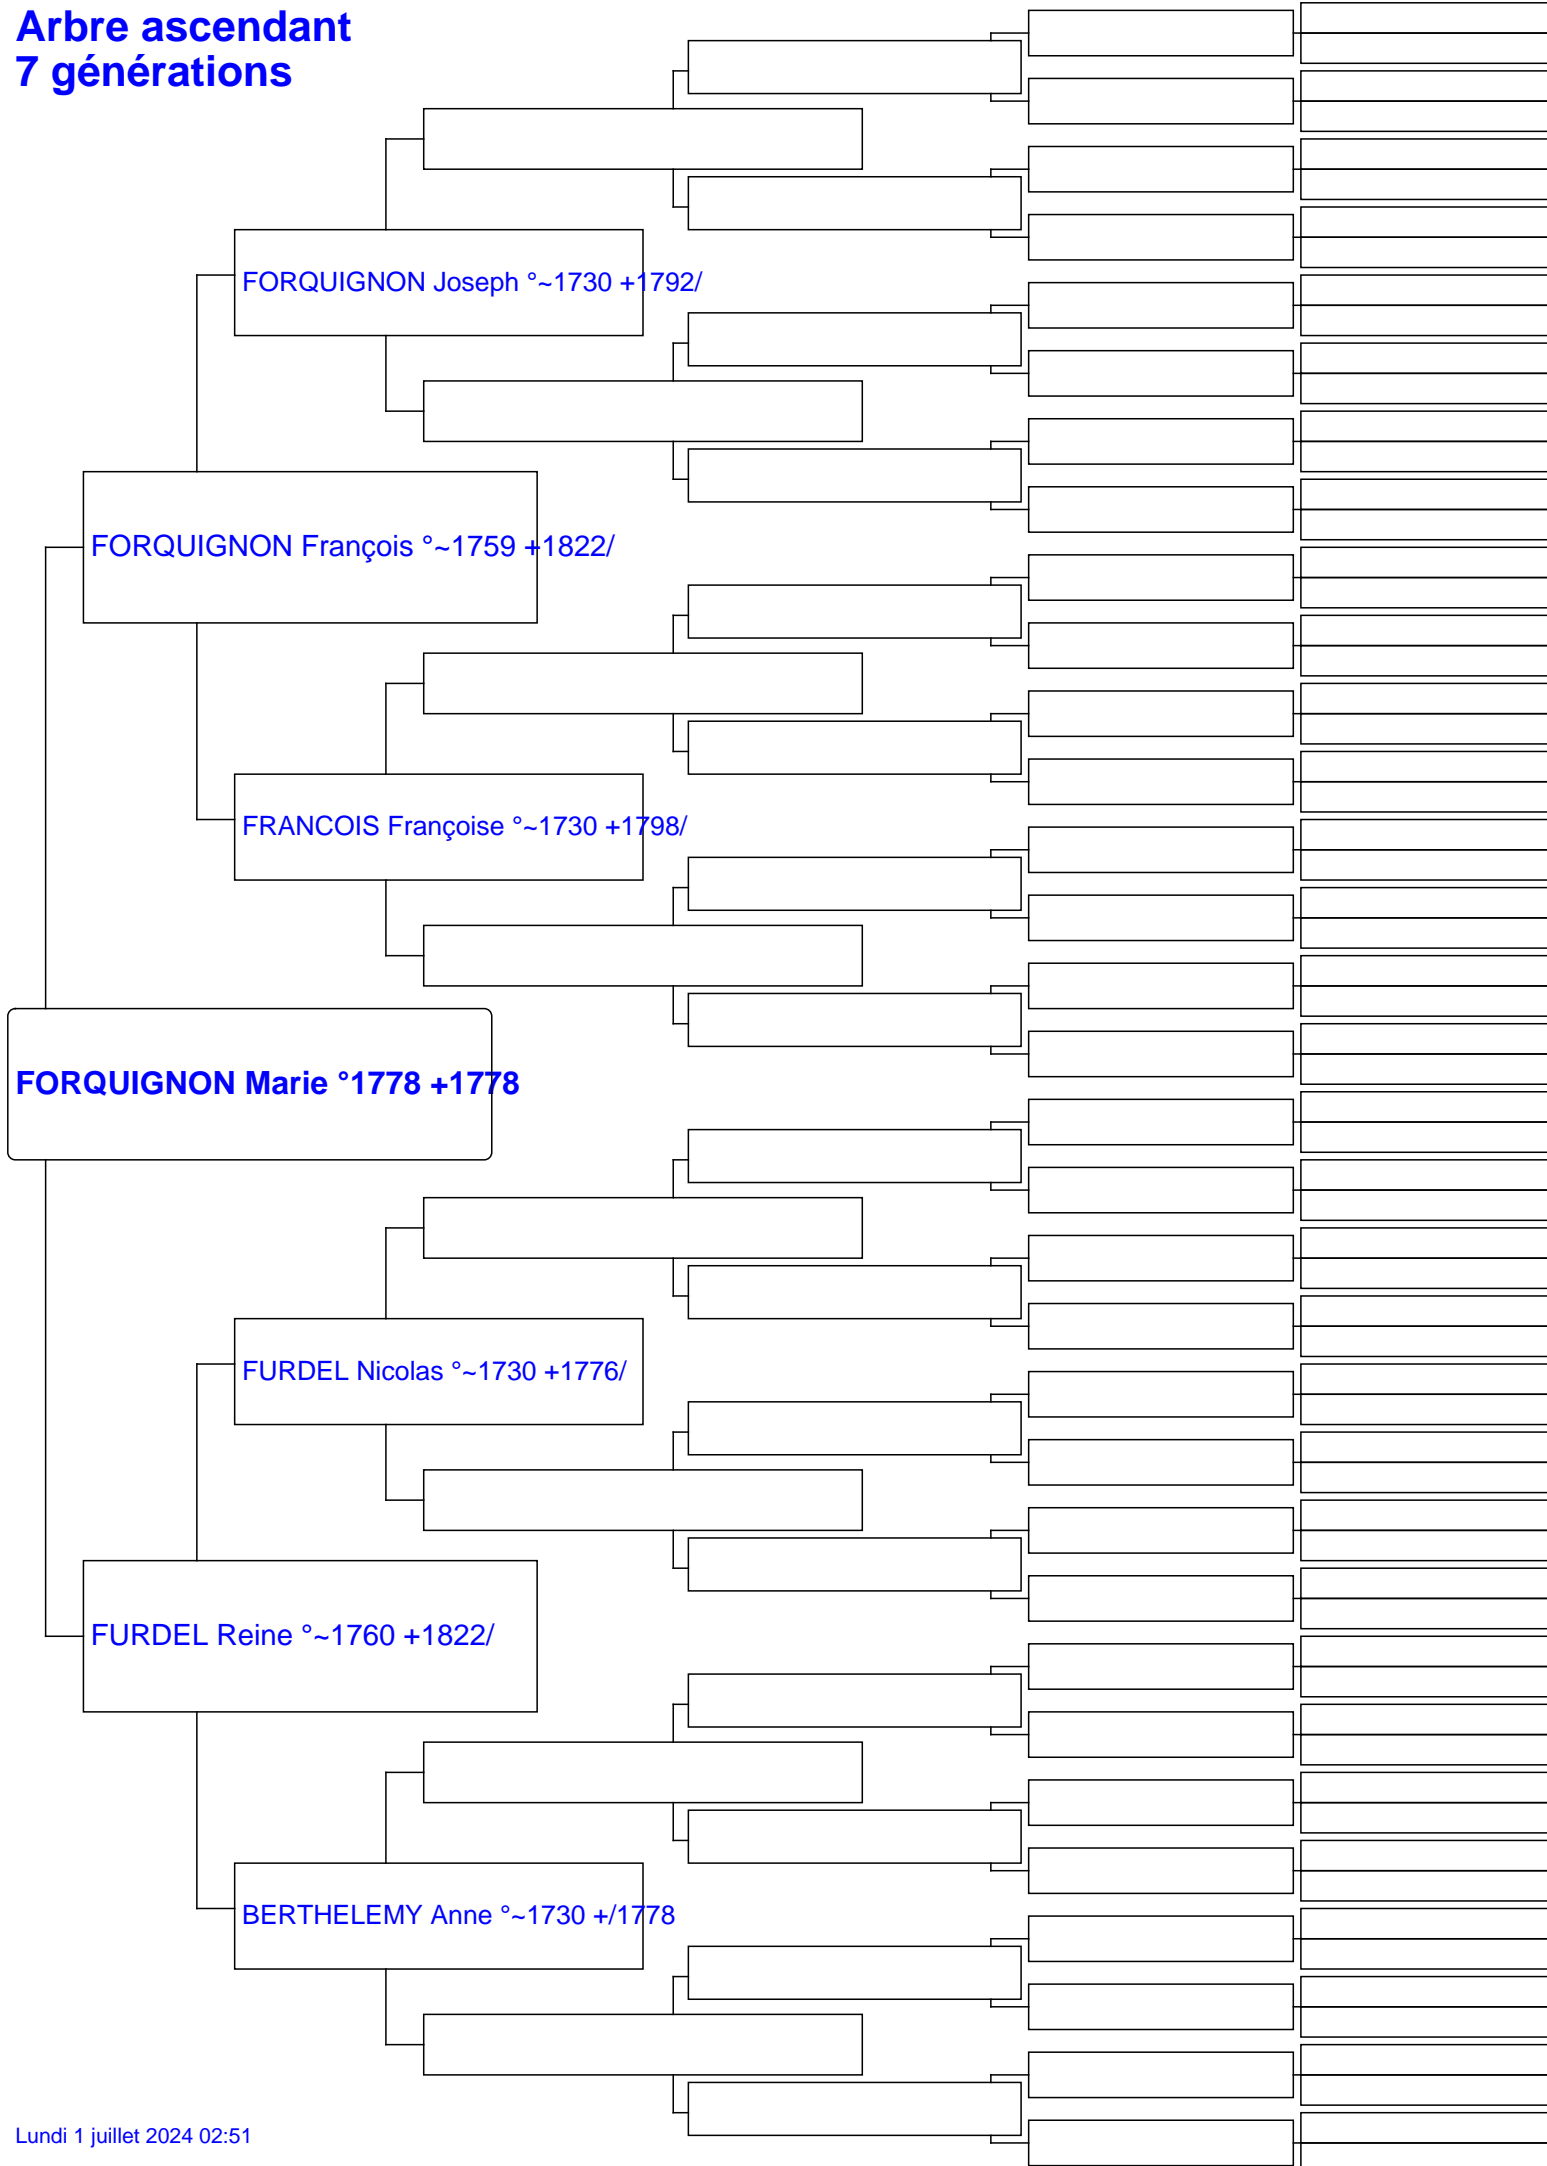 Arbre ascendant
7 générations
FORQUIGNON Joseph °~1730 +1792/
FORQUIGNON François °~1759 +1822/
FRANCOIS Françoise °~1730 +1798/
FORQUIGNON Marie °1778 +1778
FURDEL Nicolas °~1730 +1776/
FURDEL Reine °~1760 +1822/
BERTHELEMY Anne °~1730 +/1778
Lundi 1 juillet 2024 02:51